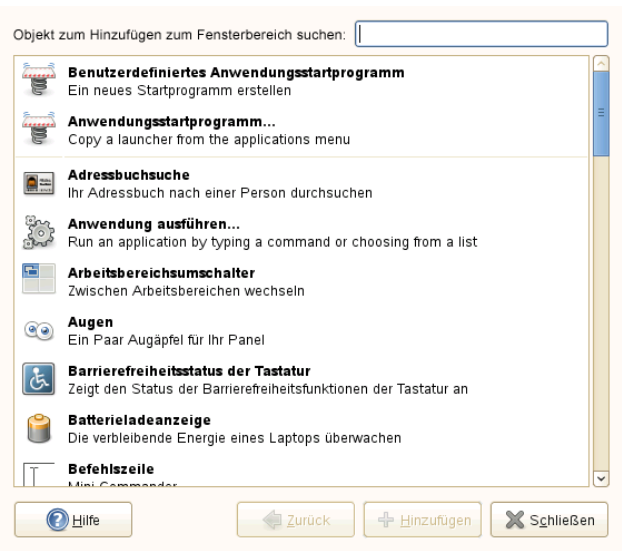 Objekt zum Hinzufügen zum Fensterbereich suchen:
Benutzerdefiniertes Anwendungsstartprogramm
Ein neues Startprogramm erstellen
Anwendungsstartprogramm...
Copy a launcher from the applications menu
Adressbuchsuche
Ihr Adressbuch nach einer Person durchsuchen
Anwendung ausführen...
Run an application by typing a command or choosing from a list
Arbeitsbereichsumschalter
Zwischen Arbeitsbereichen wechseln
Augen
Ein Paar Augäpfel für Ihr Panel
Barrierefreiheitsstatus der Tastatur
Zeigt den Status der Barrierefreiheitsfunktionen der Tastatur an
Batterieladeanzeige
Die verbleibende Energie eines Laptops überwachen
Befehlszeile
Mini-Commander
Hilfe Zurück Hinzufügen Schließen